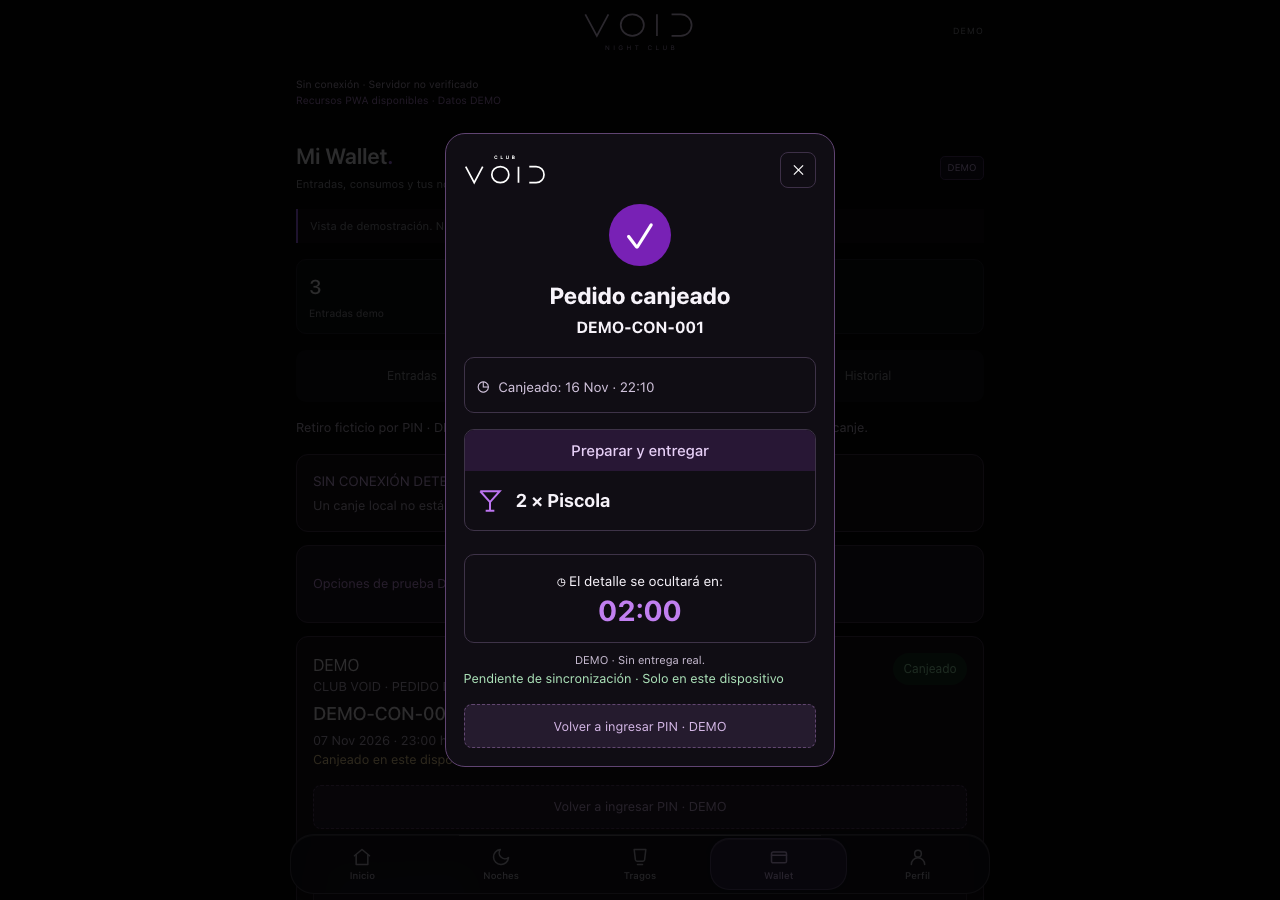 VOID
NIGHT CLUB
DEMO
Sin conexión · Servidor no verificado
Recursos PWA disponibles · Datos DEMO
Mi Wallet.
DEMO
Entradas, consumos y tus
Vista de demostración.
3
Entradas demo
Entradas
Historial
Retiro ficticio por PIN ·
canje.
SIN CONEXIÓN
Un canje local no está
Opciones de prueba
DEMO
Canjeado
CLUB VOID · PEDIDO
DEMO-CON-00
07 Nov 2026 · 23:00
Canjeado en este
Volver a ingresar PIN · DEMO
CLUB
VOID
Pedido canjeado
DEMO-CON-001
Canjeado: 16 Nov · 22:10
Preparar y entregar
2 × Piscola
El detalle se ocultará en:
02:00
DEMO · Sin entrega real.
Pendiente de sincronización · Solo en este dispositivo
Volver a ingresar PIN · DEMO
Inicio
Noches
Tragos
Wallet
Perfil